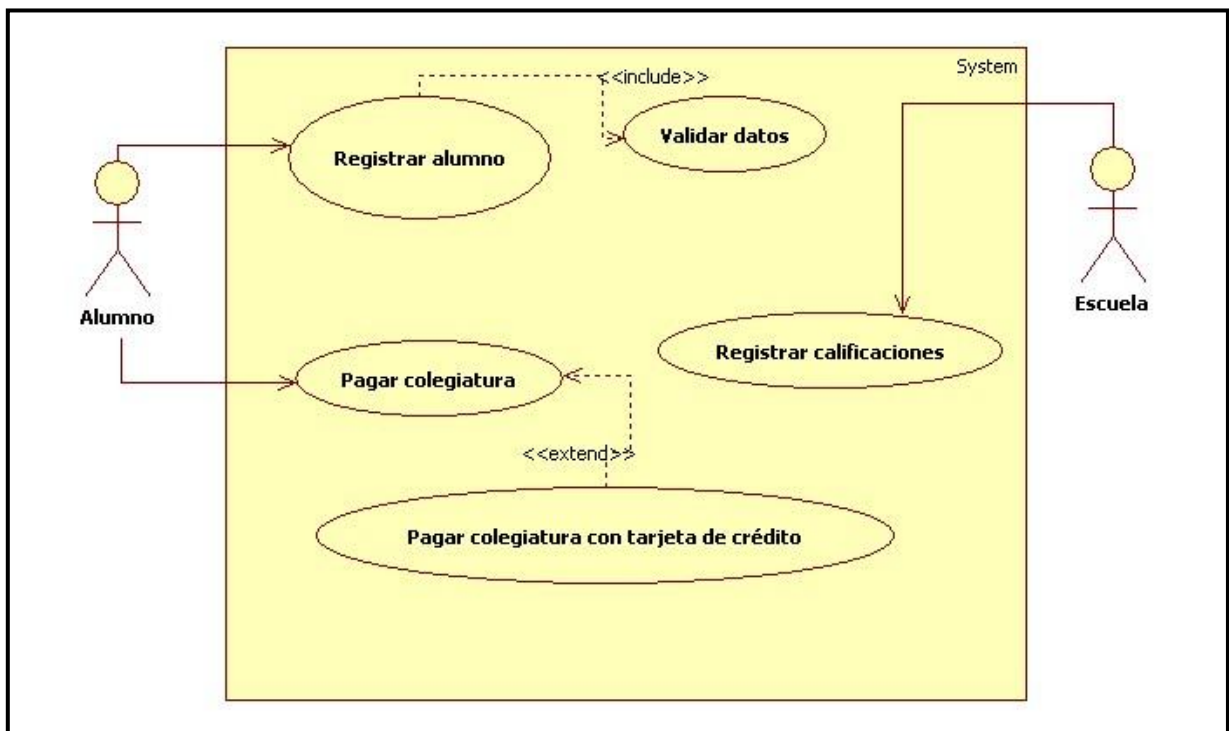 System
<<include>>
Validar datos
Registrar alumno
Alumno
Escuela
Registrar calificaciones
Pagar colegiatura
<<extend>>
Pagar colegiatura con tarjeta de crédito